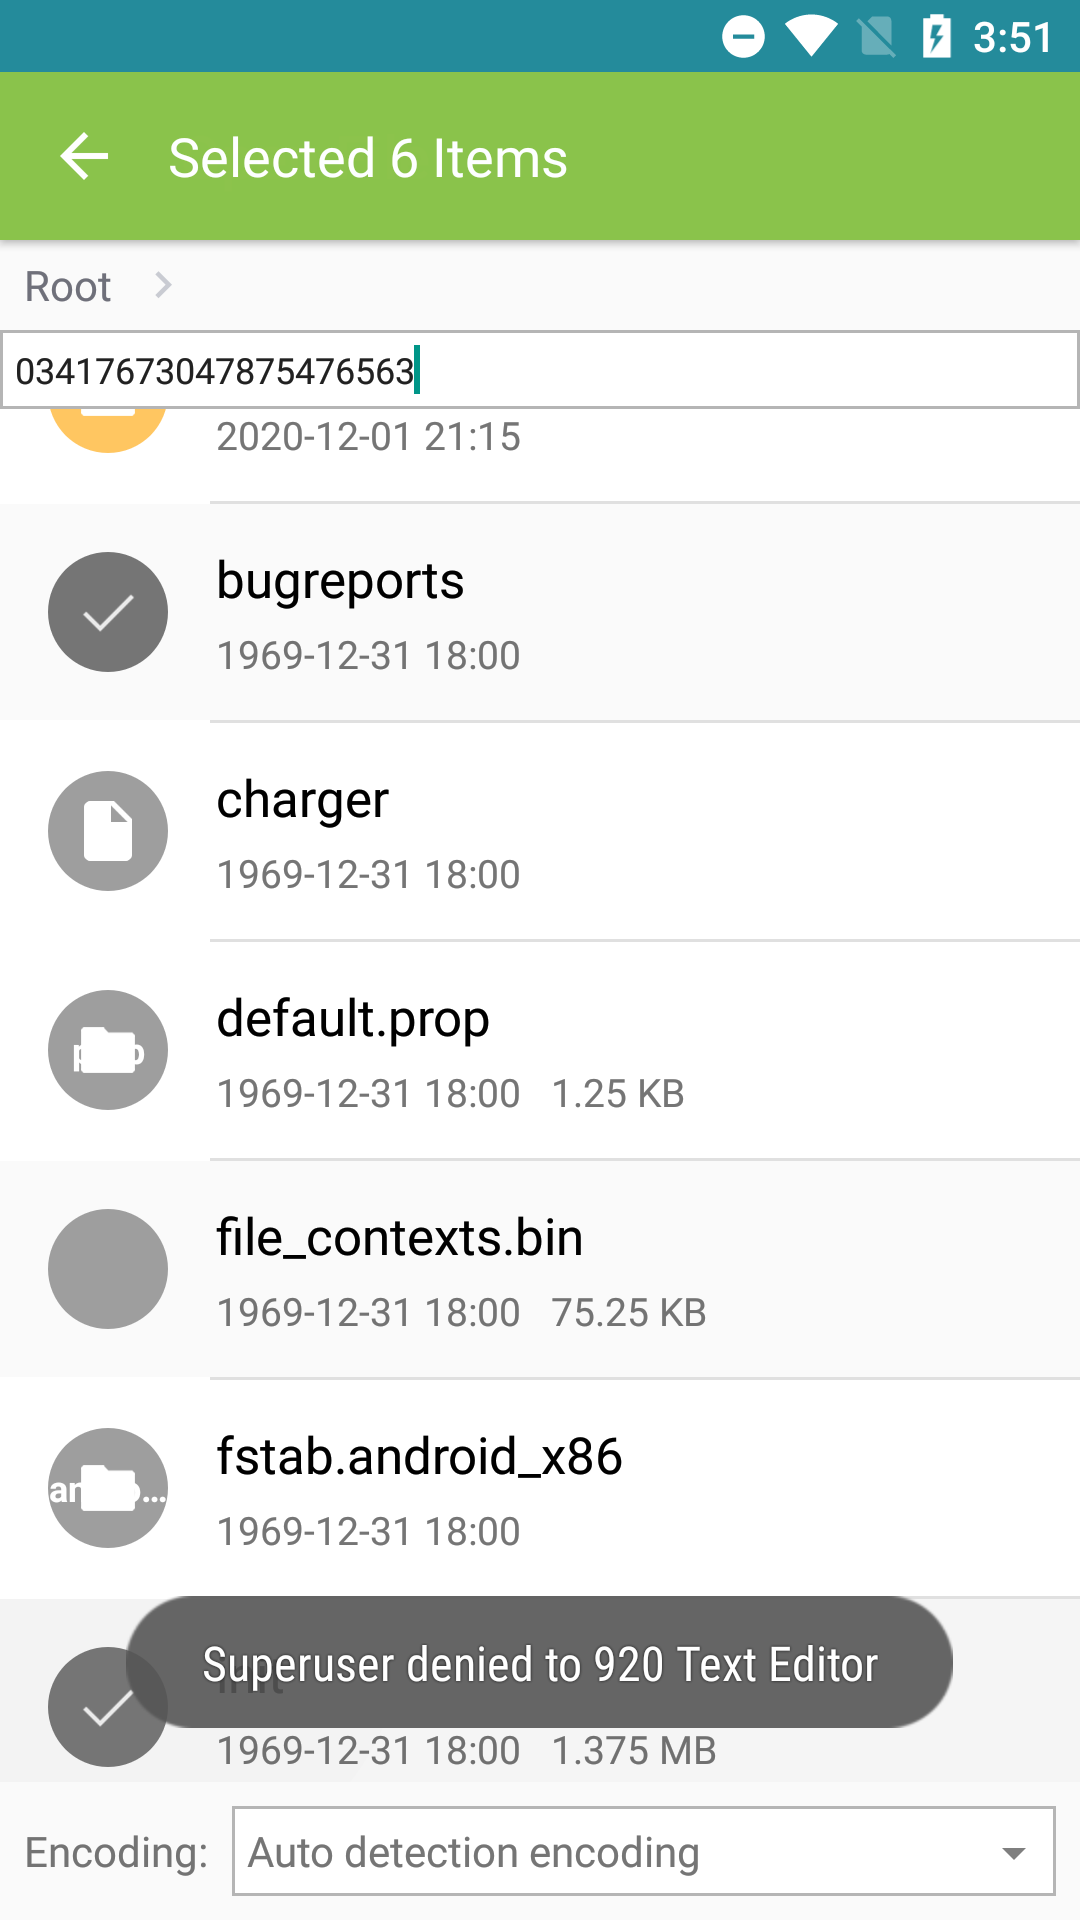 3:51
Selected 6 Items
Root
03417673047875476563
2020-12-01 21:15
bugreports
1969-12-31 18:00
charger
1969-12-31 18:00
default.prop
1969-12-31 18:00 1.25 KB
file_contexts.bin
1969-12-31 18:00 75.25 KB
fstab.android_x86
1969-12-31 18:00
Superuser denied to 920 Text Editor
1969-12-31 18:00 1.375 MB
Encoding: Auto detection encoding